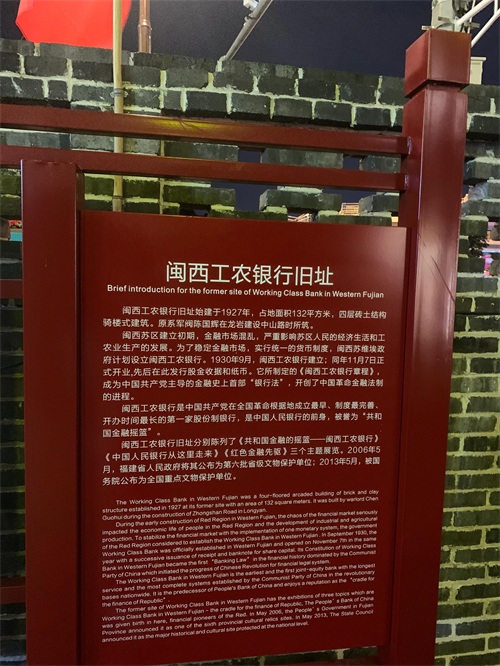 闽西工农银行旧址
Brief introduction for the former site of Working Class Bank in Western Fujian
闽西工农银行旧址始建于1927年，占地面积132平方米，四层砖土结构
骑楼式建筑。原系军阀陈国辉在龙岩建设中山路时所筑。
闽西苏区建立初期，金融市场混乱，严重影响苏区人民的经济生活和工
农业生产的发展。为了稳定金融市场，实行统一的货币制度，闽西苏维埃政
府计划设立闽西工农银行。1930年9月，闽西工农银行建立；同年11月7日正
式开业,先后在此发行股金收据和纸币。它所制定的《闽西工农银行章程》，
成为中国共产党主导的金融史上首部“银行法”，开创了中国革命金融法制
的进程。
闽西工农银行是中国共产党在全国革命根据地成立最早、制度最完善、
开办时间最长的第一家股份制银行，是中国人民银行的前身，被誉为“共和
国金融摇篮”。
闽西工农银行旧址分别陈列了《共和国金融的摇篮——闽西工农银行》
《中国人民银行从这里走来》《红色金融先驱》三个主题展览。2006年5
月，福建省人民政府将其公布为第六批省级文物保护单位；2013年5月，被国
务院公布为全国重点文物保护单位。
The Working Class Bank in Western Fujian was a four-floored arcaded building of brick and clay
structure established in 1927 at its former site with an area of 132 square meters. It was built by warlord Chen
Guohui during the construction of Zhongshan Road in Longyan.
During the early construction of Red Region in Western Fujian, the chaos of the financial market seriously
impacted the economic life of people in the Red Region and the development of industrial and agricultural
production. To stabilize the financial market with the implementation of one monetary system, the government
of the Red Region considered to establish the Working Class Bank in Western Fujian . In September 1930, the
Working Class Bank was officially established in Western Fujian and opened on November 7th in the same
year with a successive issuance of receipt and banknote for share capital. Its Constitution of Working Class
Bank in Western Fujian became the first “Banking Law” in the financial history dominated by the Communist
Party of China which initiated the progress of Chinese Revolution for financial legal system.
The Working Class Bank in Western Fujian is the earliest and the first joint-equity bank with the longest
service and the most complete systems established by the Communist Party of China in the revolutionary
bases nationwide. It is the predecessor of People's Bank of China and enjoys a reputation as the “cradle for
the finance of Republic”.
The former site of Working Class Bank in Western Fujian has the exhibitions of three topics which are
Working Class Bank in Western Fujian – the cradle for the finance of Republic, The People's Bank of China
was given birth in here, financial pioneers of the Red. In May 2006, the People's Government in Fujian
Province announced it as one of the sixth provincial cultural relics sites. In May 2013, The State Council
announced it as the major historical and cultural site protected at the national level.